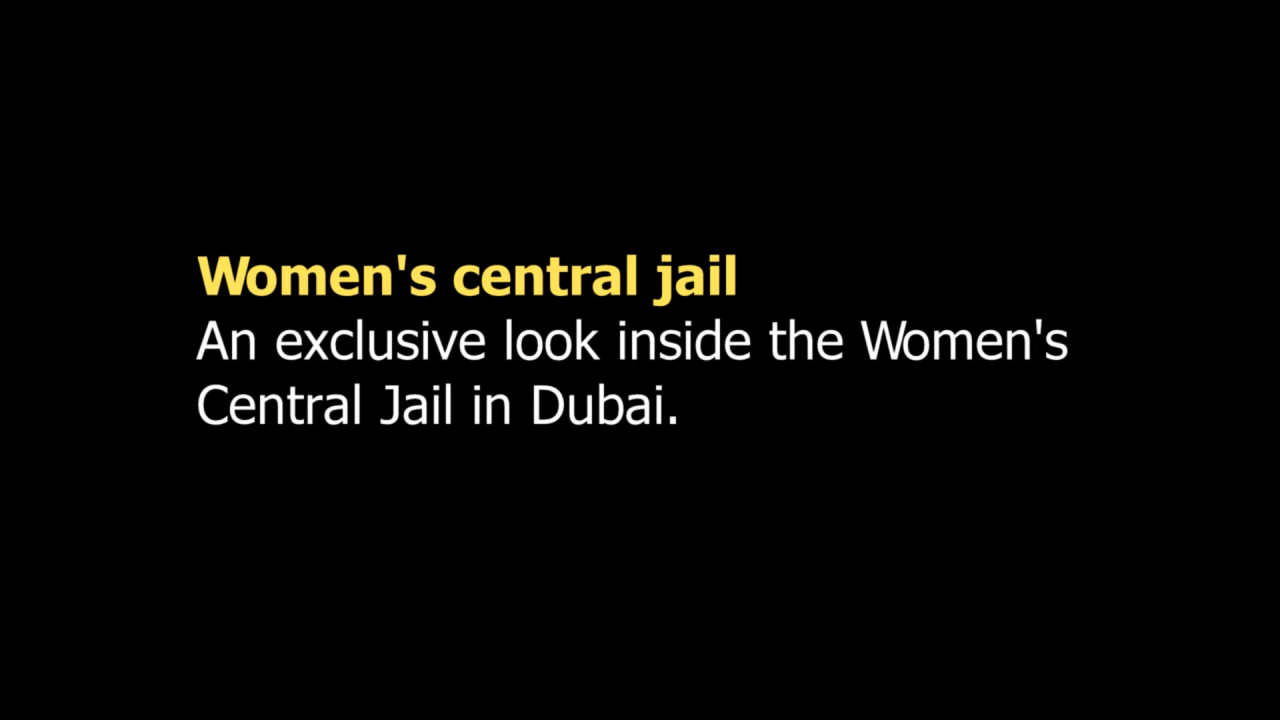 Women's central jail
An exclusive look inside the Women's
Central Jail in Dubai.